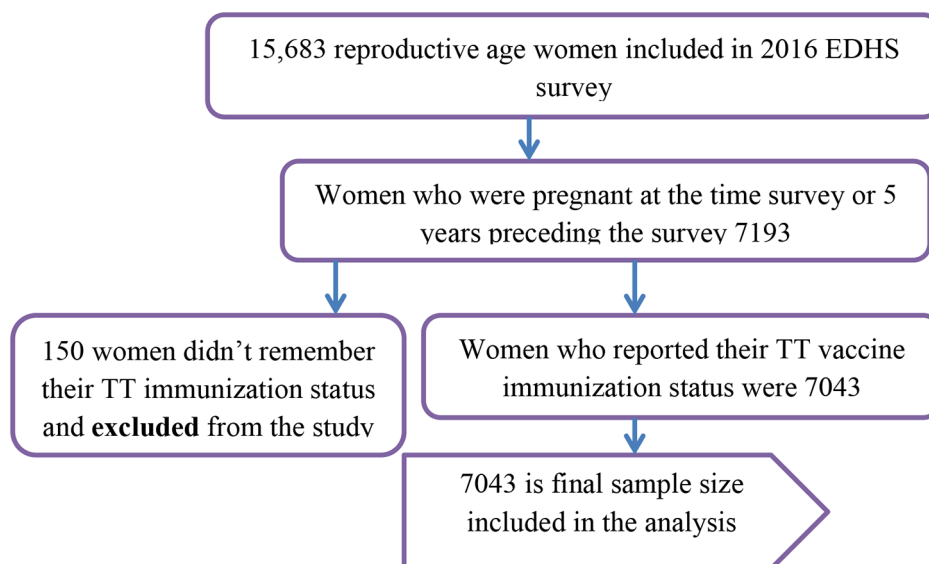 15,683 reproductive age women included in 2016 EDHS
survey
Women who were pregnant at the time survey or 5
years preceding the survey 7193
150 women didn’t remember
their TT immunization status
and excluded from the study
Women who reported their TT vaccine
immunization status were 7043
7043 is final sample size
included in the analysis